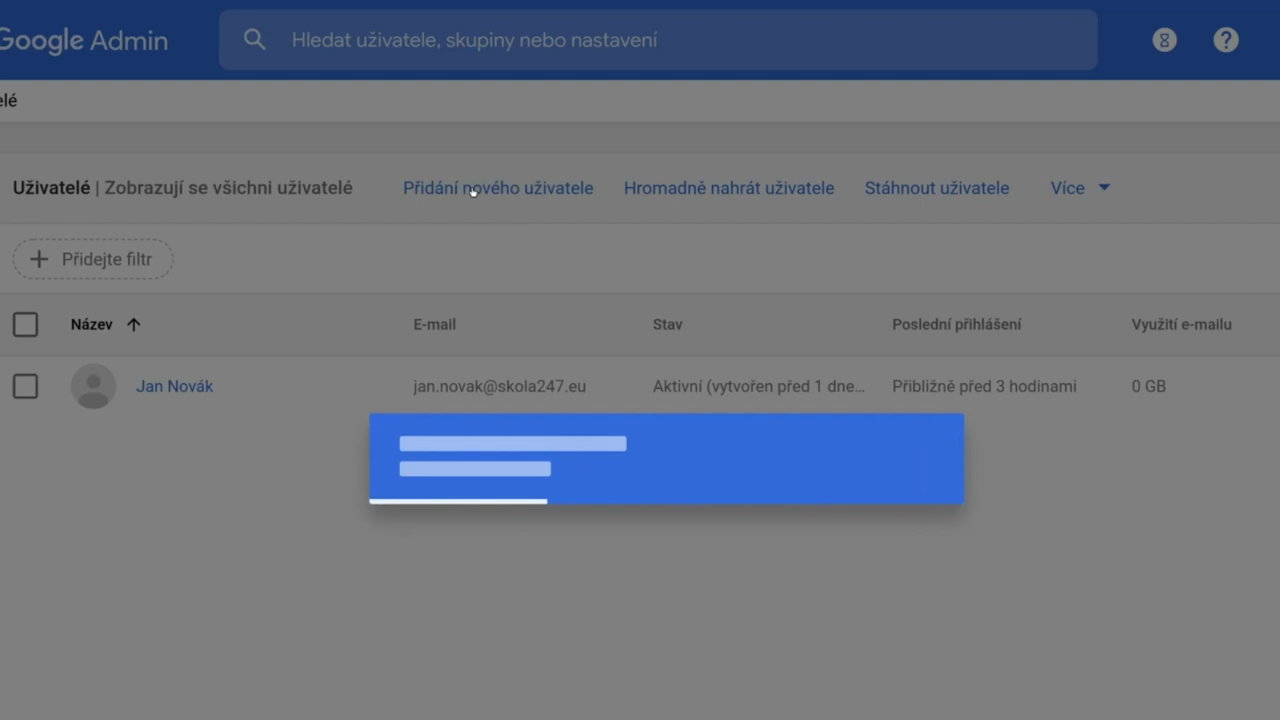 Google Admin
Hledat uživatele, skupiny nebo nastavení
elé
Uživatelé | Zobrazují se všichni uživatelé
Přidání nového uživatele
Hromadně nahrát uživatele
Stáhnout uživatele
Více
Přidejte filtr
Název
E-mail
Stav
Poslední přihlášení
Využití e-mailu
Jan Novák
jan.novak@skola247.eu
Aktivní (vytvořen před 1 dne…
Přibližně před 3 hodinami
0 GB